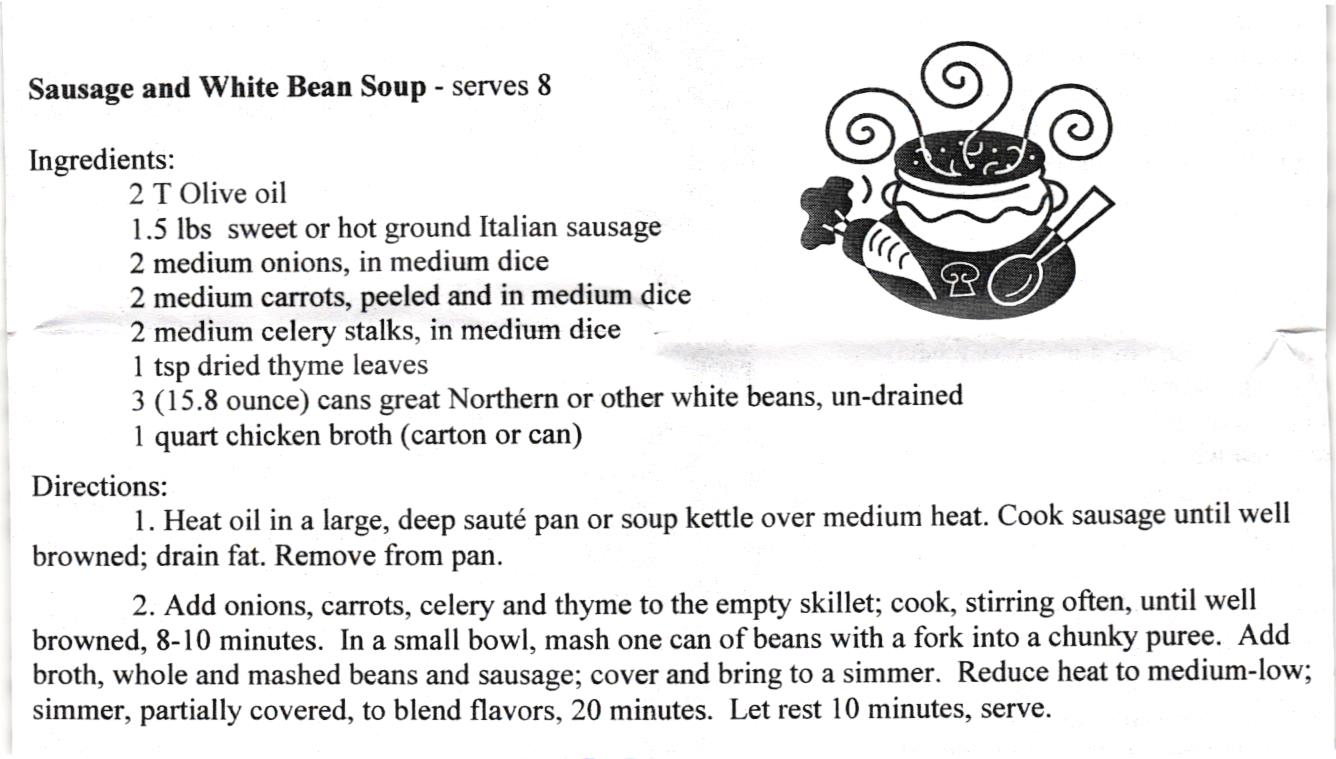 Sausage and White Bean Soup - serves 8
Ingredients:
2 T Olive oil
1.5 lbs  sweet or hot ground Italian sausage
2 medium onions, in medium dice
2 medium carrots, peeled and in medium dice
2 medium celery stalks, in medium dice
1 tsp dried thyme leaves
3 (15.8 ounce) cans great Northern or other white beans, un-drained
1 quart chicken broth (carton or can)
Directions:
1. Heat oil in a large, deep sauté pan or soup kettle over medium heat. Cook sausage until well
browned; drain fat. Remove from pan.
2. Add onions, carrots, celery and thyme to the empty skillet; cook, stirring often, until well
browned, 8-10 minutes.  In a small bowl, mash one can of beans with a fork into a chunky puree.  Add
broth, whole and mashed beans and sausage; cover and bring to a simmer.  Reduce heat to medium-low;
simmer, partially covered, to blend flavors, 20 minutes.  Let rest 10 minutes, serve.